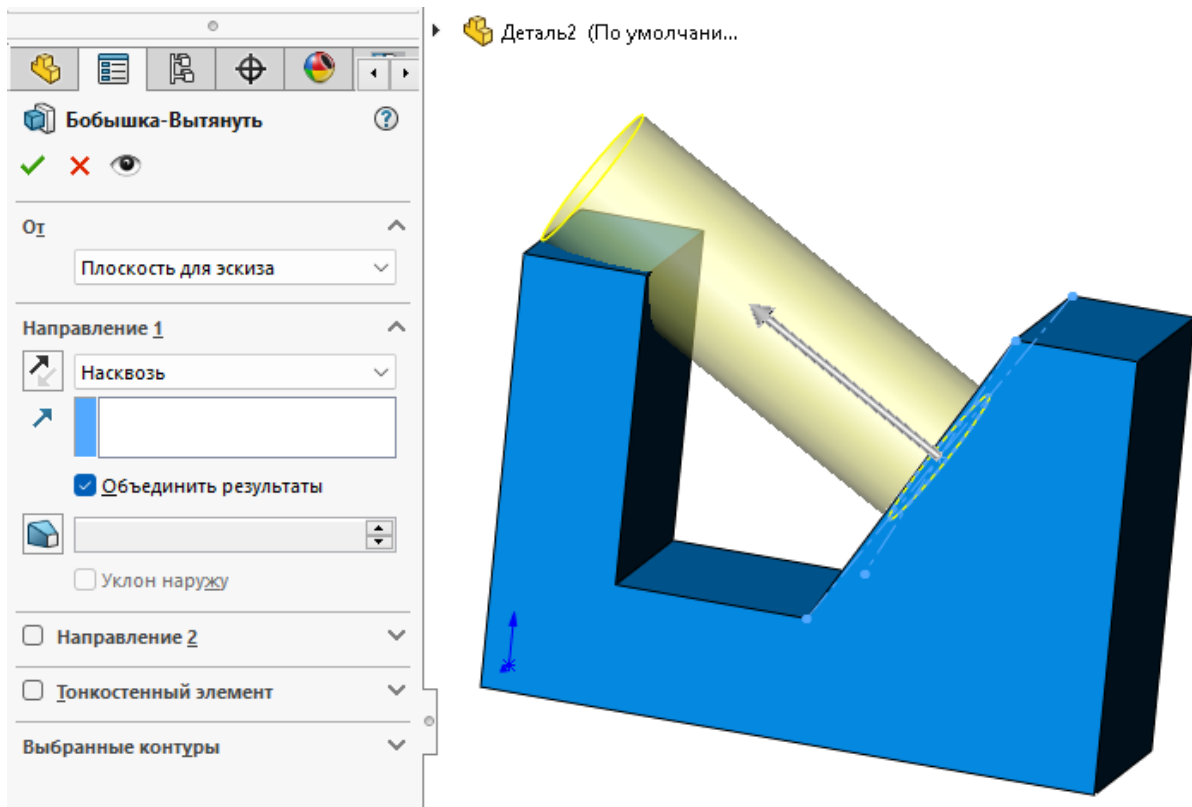 Деталь2 (По умолчани...
Бобышка-Вытянуть
От
Плоскость для эскиза
Направление 1
Насквозь
Объединить результаты
Уклон наружу
Направление 2
Тонкостенный элемент
Выбранные контуры